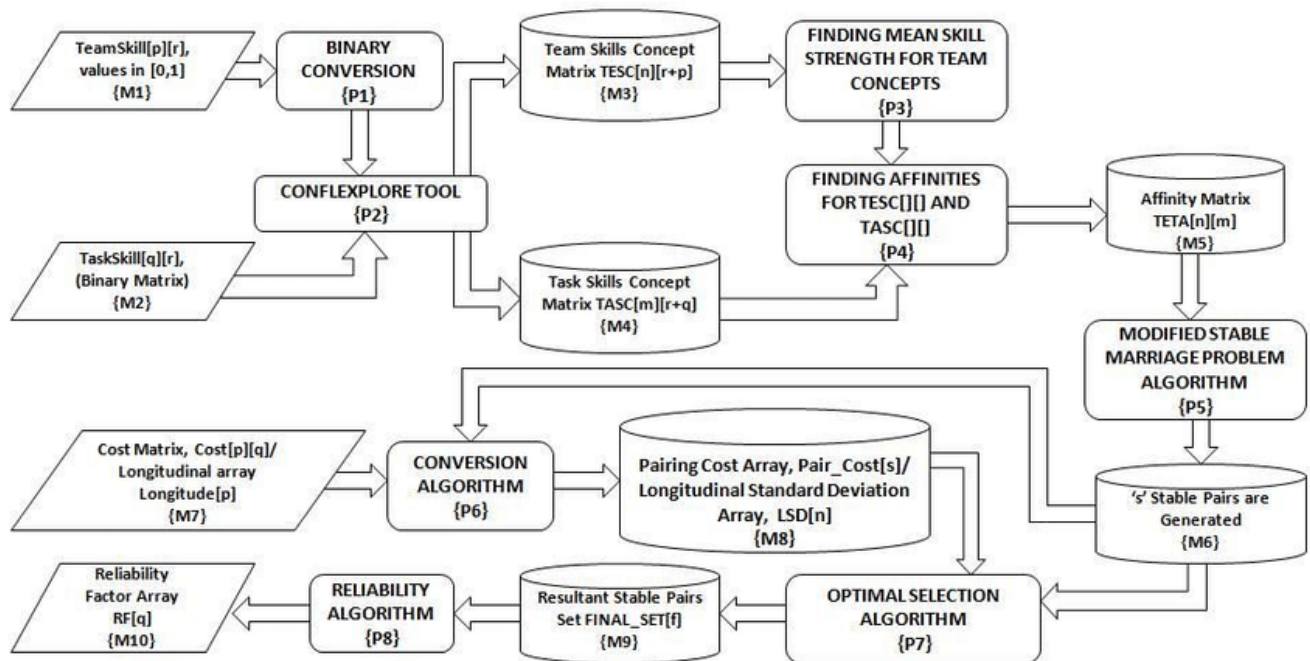 TeamSkill[p][r],
values in [0,1]
{M1}
BINARY
CONVERSION
{P1}
Team Skills Concept
Matrix TESC[n][r+p]
{M3}
FINDING MEAN SKILL
STRENGTH FOR TEAM
CONCEPTS
{P3}
CONFLEXPLORE TOOL
{P2}
FINDING AFFINITIES
FOR TESC[][] AND
TASC[][]
{P4}
Affinity Matrix
TETA[n][m]
{M5}
TaskSkill[q][r],
(Binary Matrix)
{M2}
Task Skills Concept
Matrix TASC[m][r+q]
{M4}
MODIFIED STABLE
MARRIAGE PROBLEM
ALGORITHM
{P5}
Cost Matrix, Cost[p][q]/
Longitudinal array
Longitude[p]
{M7}
CONVERSION
ALGORITHM
{P6}
Pairing Cost Array, Pair_Cost[s]/
Longitudinal Standard Deviation
Array, LSD[n]
{M8}
's' Stable Pairs are
Generated
{M6}
Reliability
Factor Array
RF[q]
{M10}
RELIABILITY
ALGORITHM
{P8}
Resultant Stable Pairs
Set FINAL_SET[f]
{M9}
OPTIMAL SELECTION
ALGORITHM
{P7}